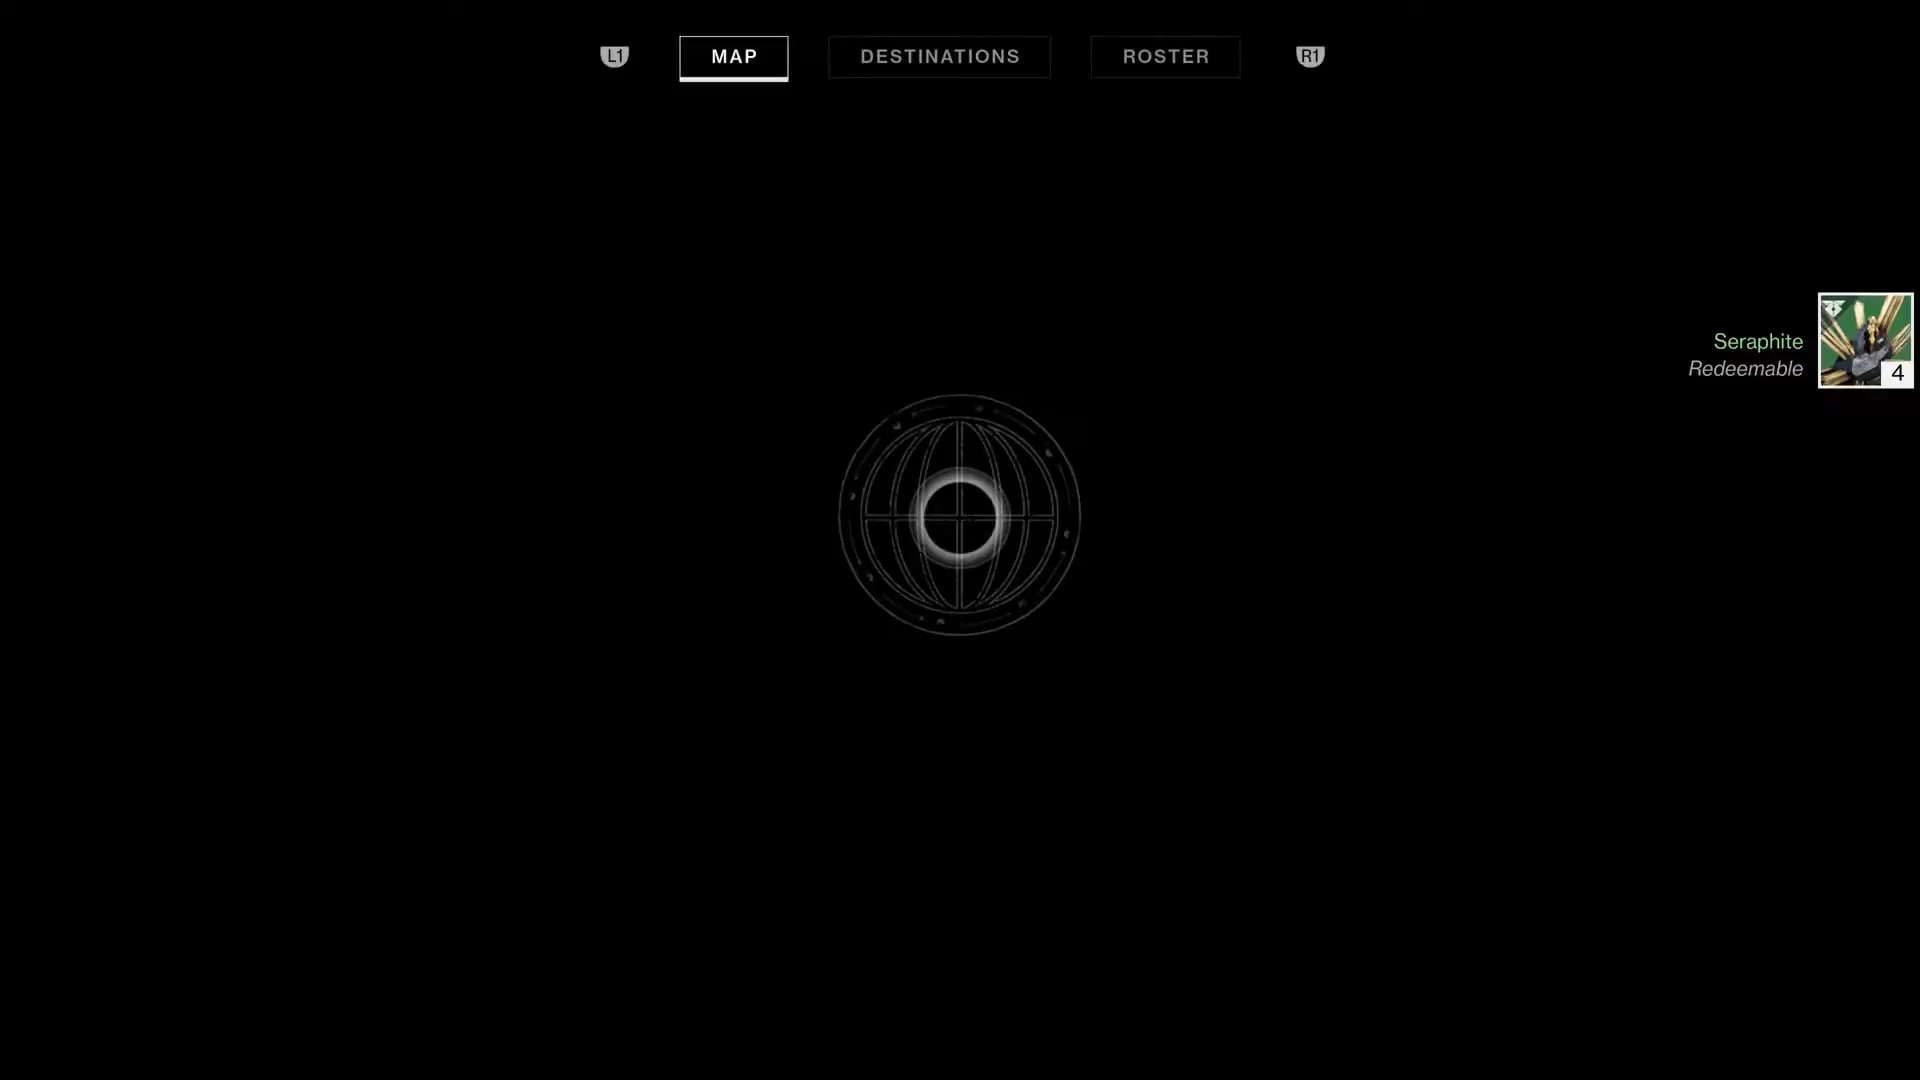 L1
MAP
DESTINATIONS
ROSTER
R1
Seraphite
Redeemable
4